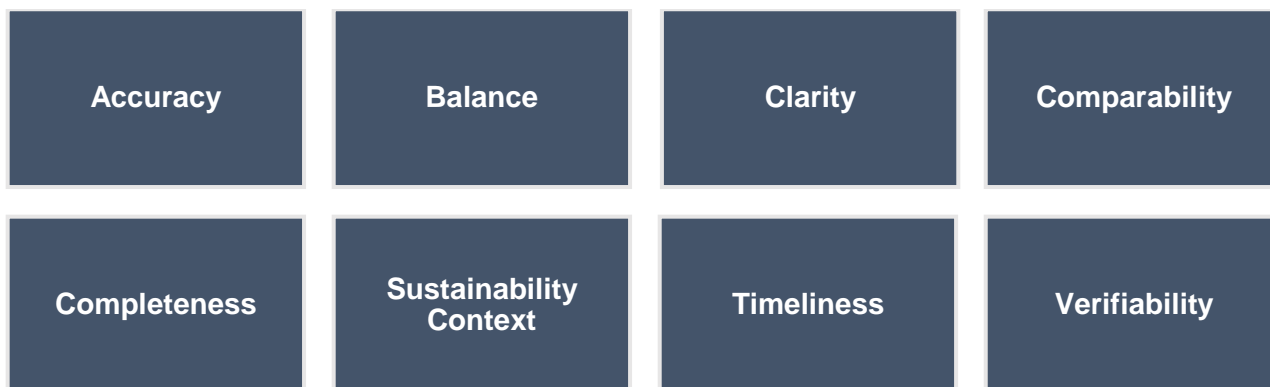 Accuracy
Balance
Clarity
Comparability
Completeness
Sustainability
Context
Timeliness
Verifiability